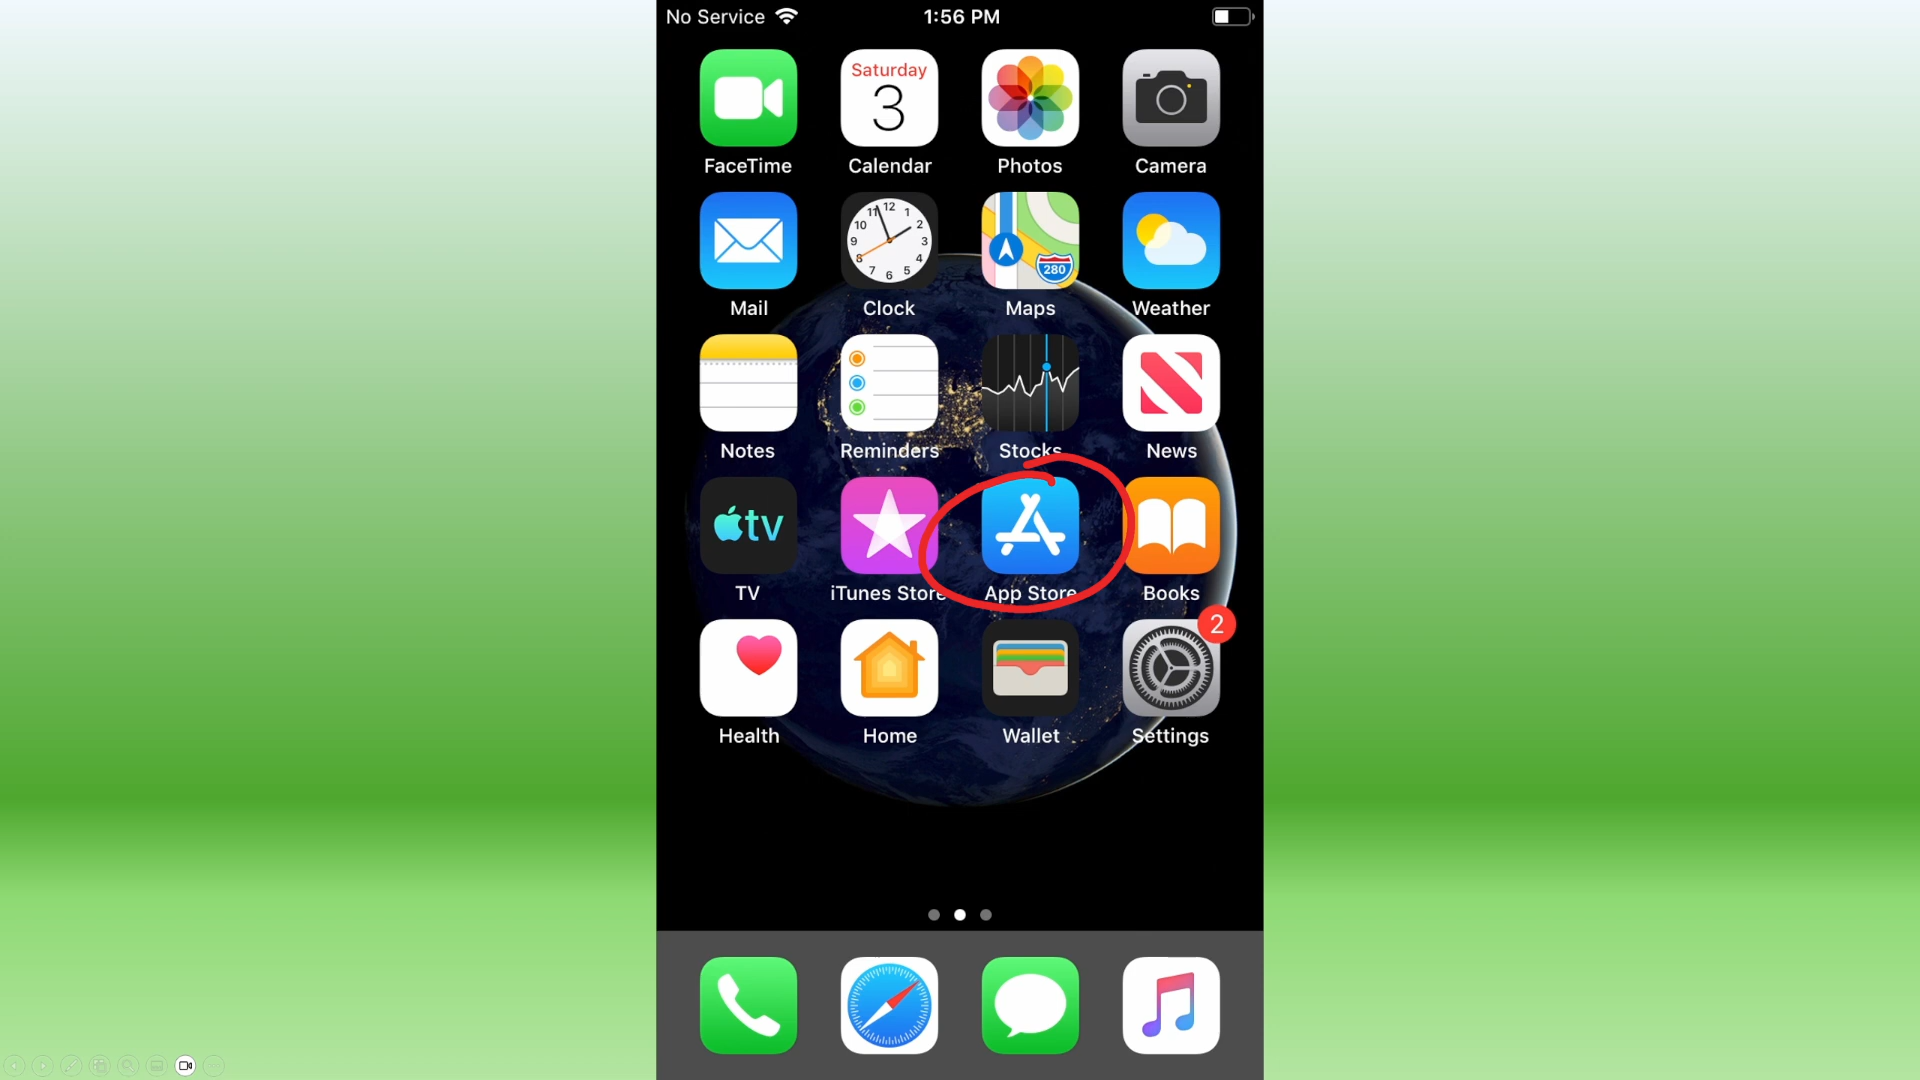 No Service 1:56 PM
Saturday
3
FaceTime Calendar Photos Camera
12
11 1
10 2
9 3
8 4
7 6 5
280
Mail Clock Maps Weather
Notes Reminders Stocks News
tv
TV iTunes Store App Store Books
2
Health Home Wallet Settings